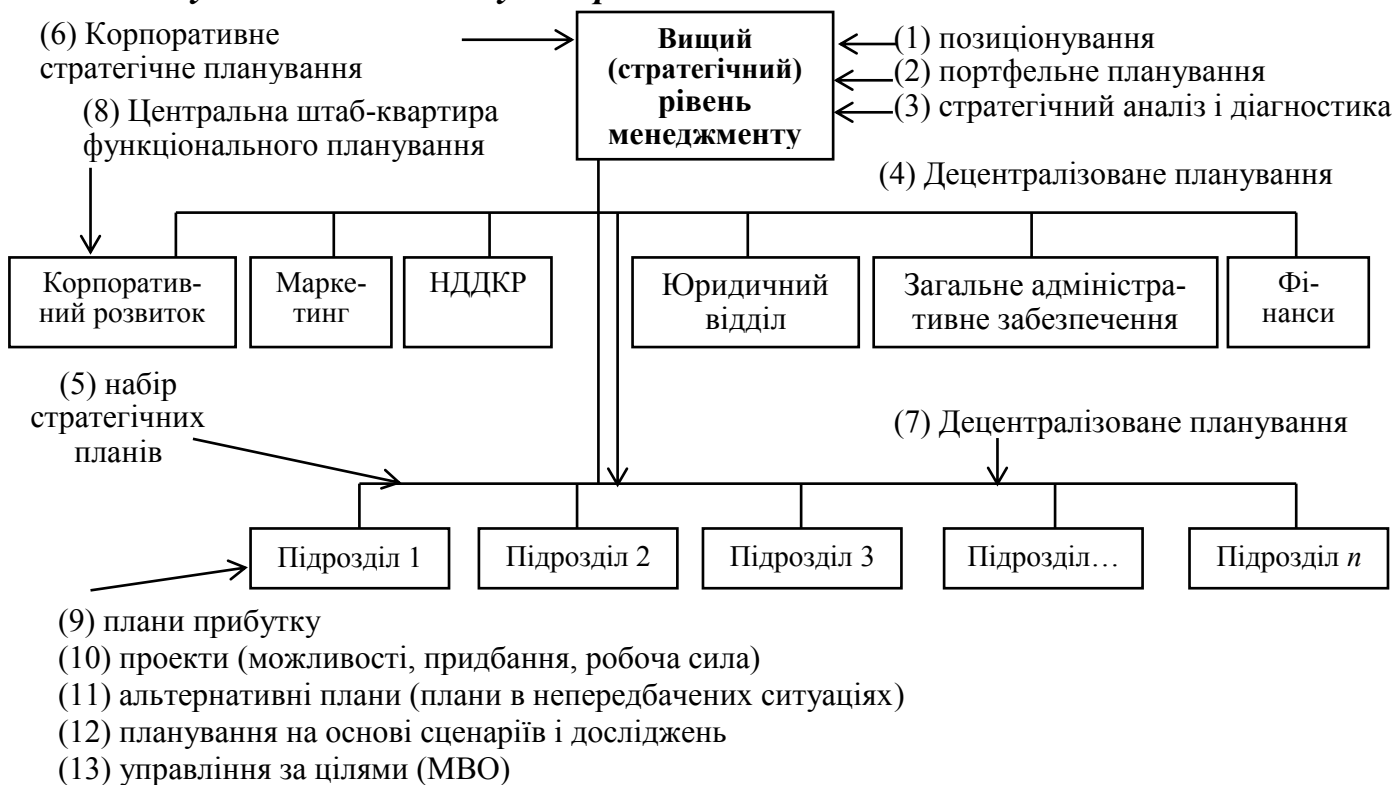 (6) Корпоративне
стратегічне планування
Вищий
(стратегічний)
рівень
менеджменту
(1) позиціонування
(2) портфельне планування
(3) стратегічний аналіз і діагностика
(8) Центральна штаб-квартира
функціонального планування
(4) Децентралізоване планування
Корпоратив-
ний розвиток
Марке-
тинг
НДДКР
Юридичний
відділ
Загальне адміністра-
тивне забезпечення
Фі-
нанси
(5) набір
стратегічних
планів
(7) Децентралізоване планування
Підрозділ 1
Підрозділ 2
Підрозділ 3
Підрозділ…
Підрозділ n
(9) плани прибутку
(10) проекти (можливості, придбання, робоча сила)
(11) альтернативні плани (плани в непередбачених ситуаціях)
(12) планування на основі сценаріїв і досліджень
(13) управління за цілями (МВО)